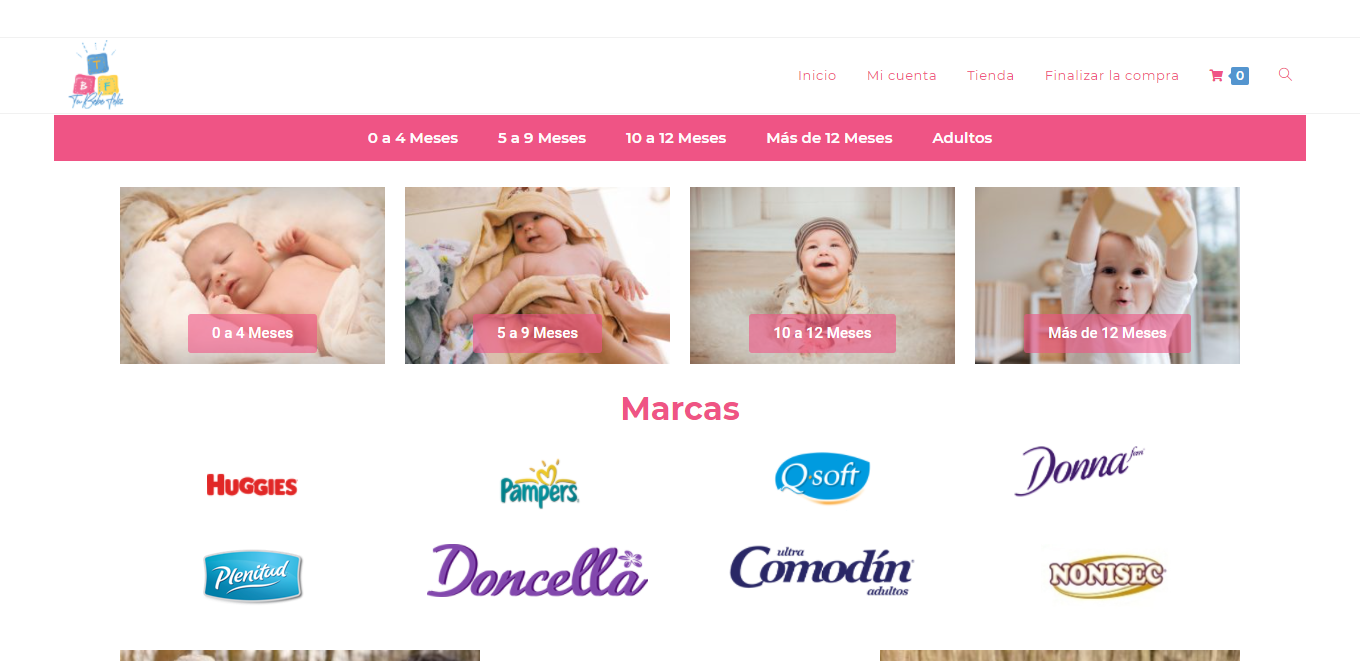 T
B F
Tu Bebe feliz
Inicio Mi cuenta Tienda Finalizar la compra 0
0 a 4 Meses 5 a 9 Meses 10 a 12 Meses Más de 12 Meses Adultos
0 a 4 Meses 5 a 9 Meses 10 a 12 Meses Más de 12 Meses
Marcas
HUGGIES Pampers Q·soft Donna fem
Plenitud Doncella ultra Comodín adultos NONISEC